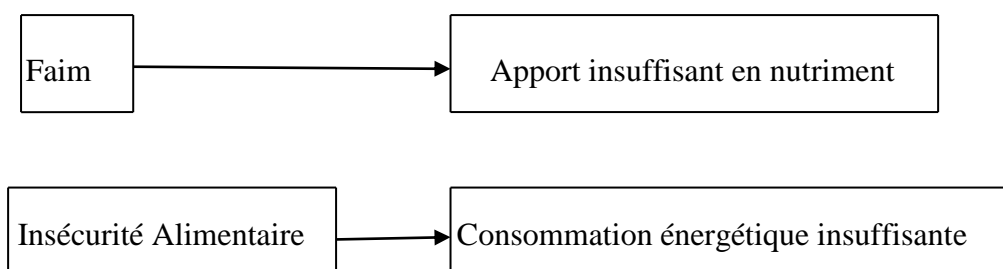 Faim
Apport insuffisant en nutriment
Insécurité Alimentaire
Consommation énergétique insuffisante